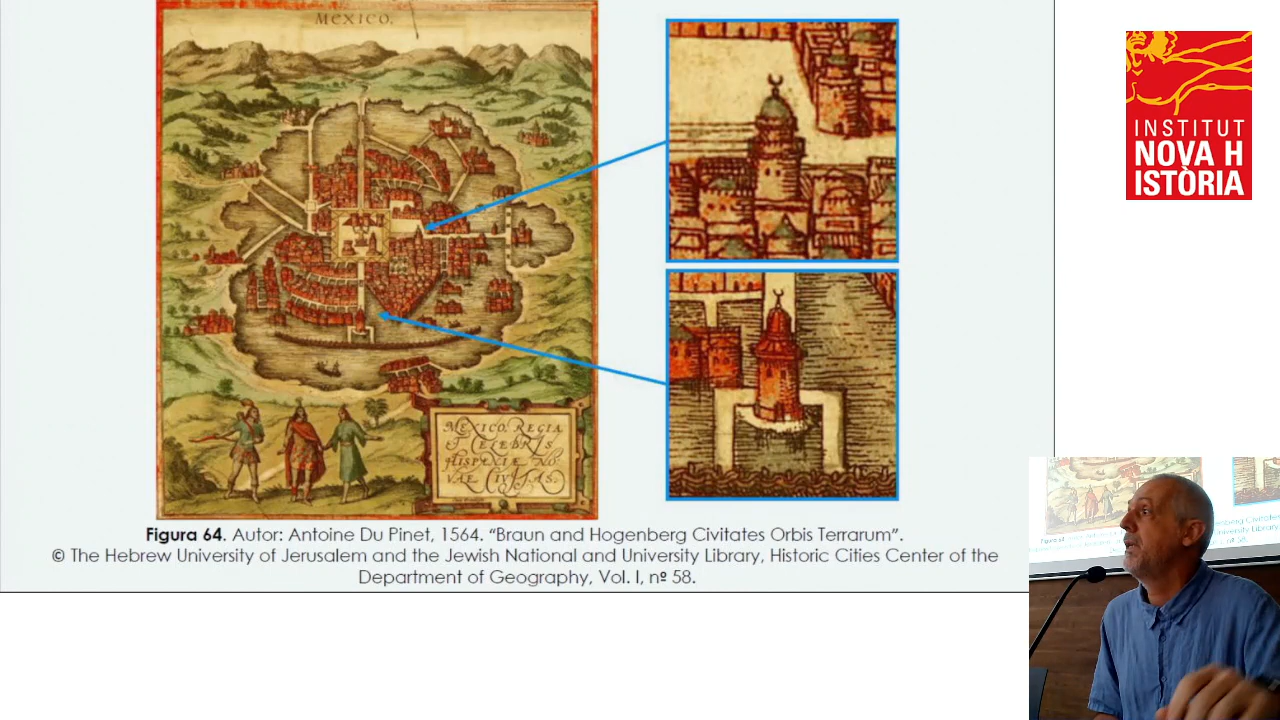 MEXICO.
MEXICO, REGIA
ET CELEBRIS
HISPANIÆ NO-
VAE CIVITAS.
Figura 64. Autor: Antoine Du Pinet, 1564. “Braun and Hogenberg Civitates Orbis Terrarum”.
© The Hebrew University of Jerusalem and the Jewish National and University Library, Historic Cities Center of the
Department of Geography, Vol. I, nº 58.
INSTITUT
NOVA H
ISTÒRIA